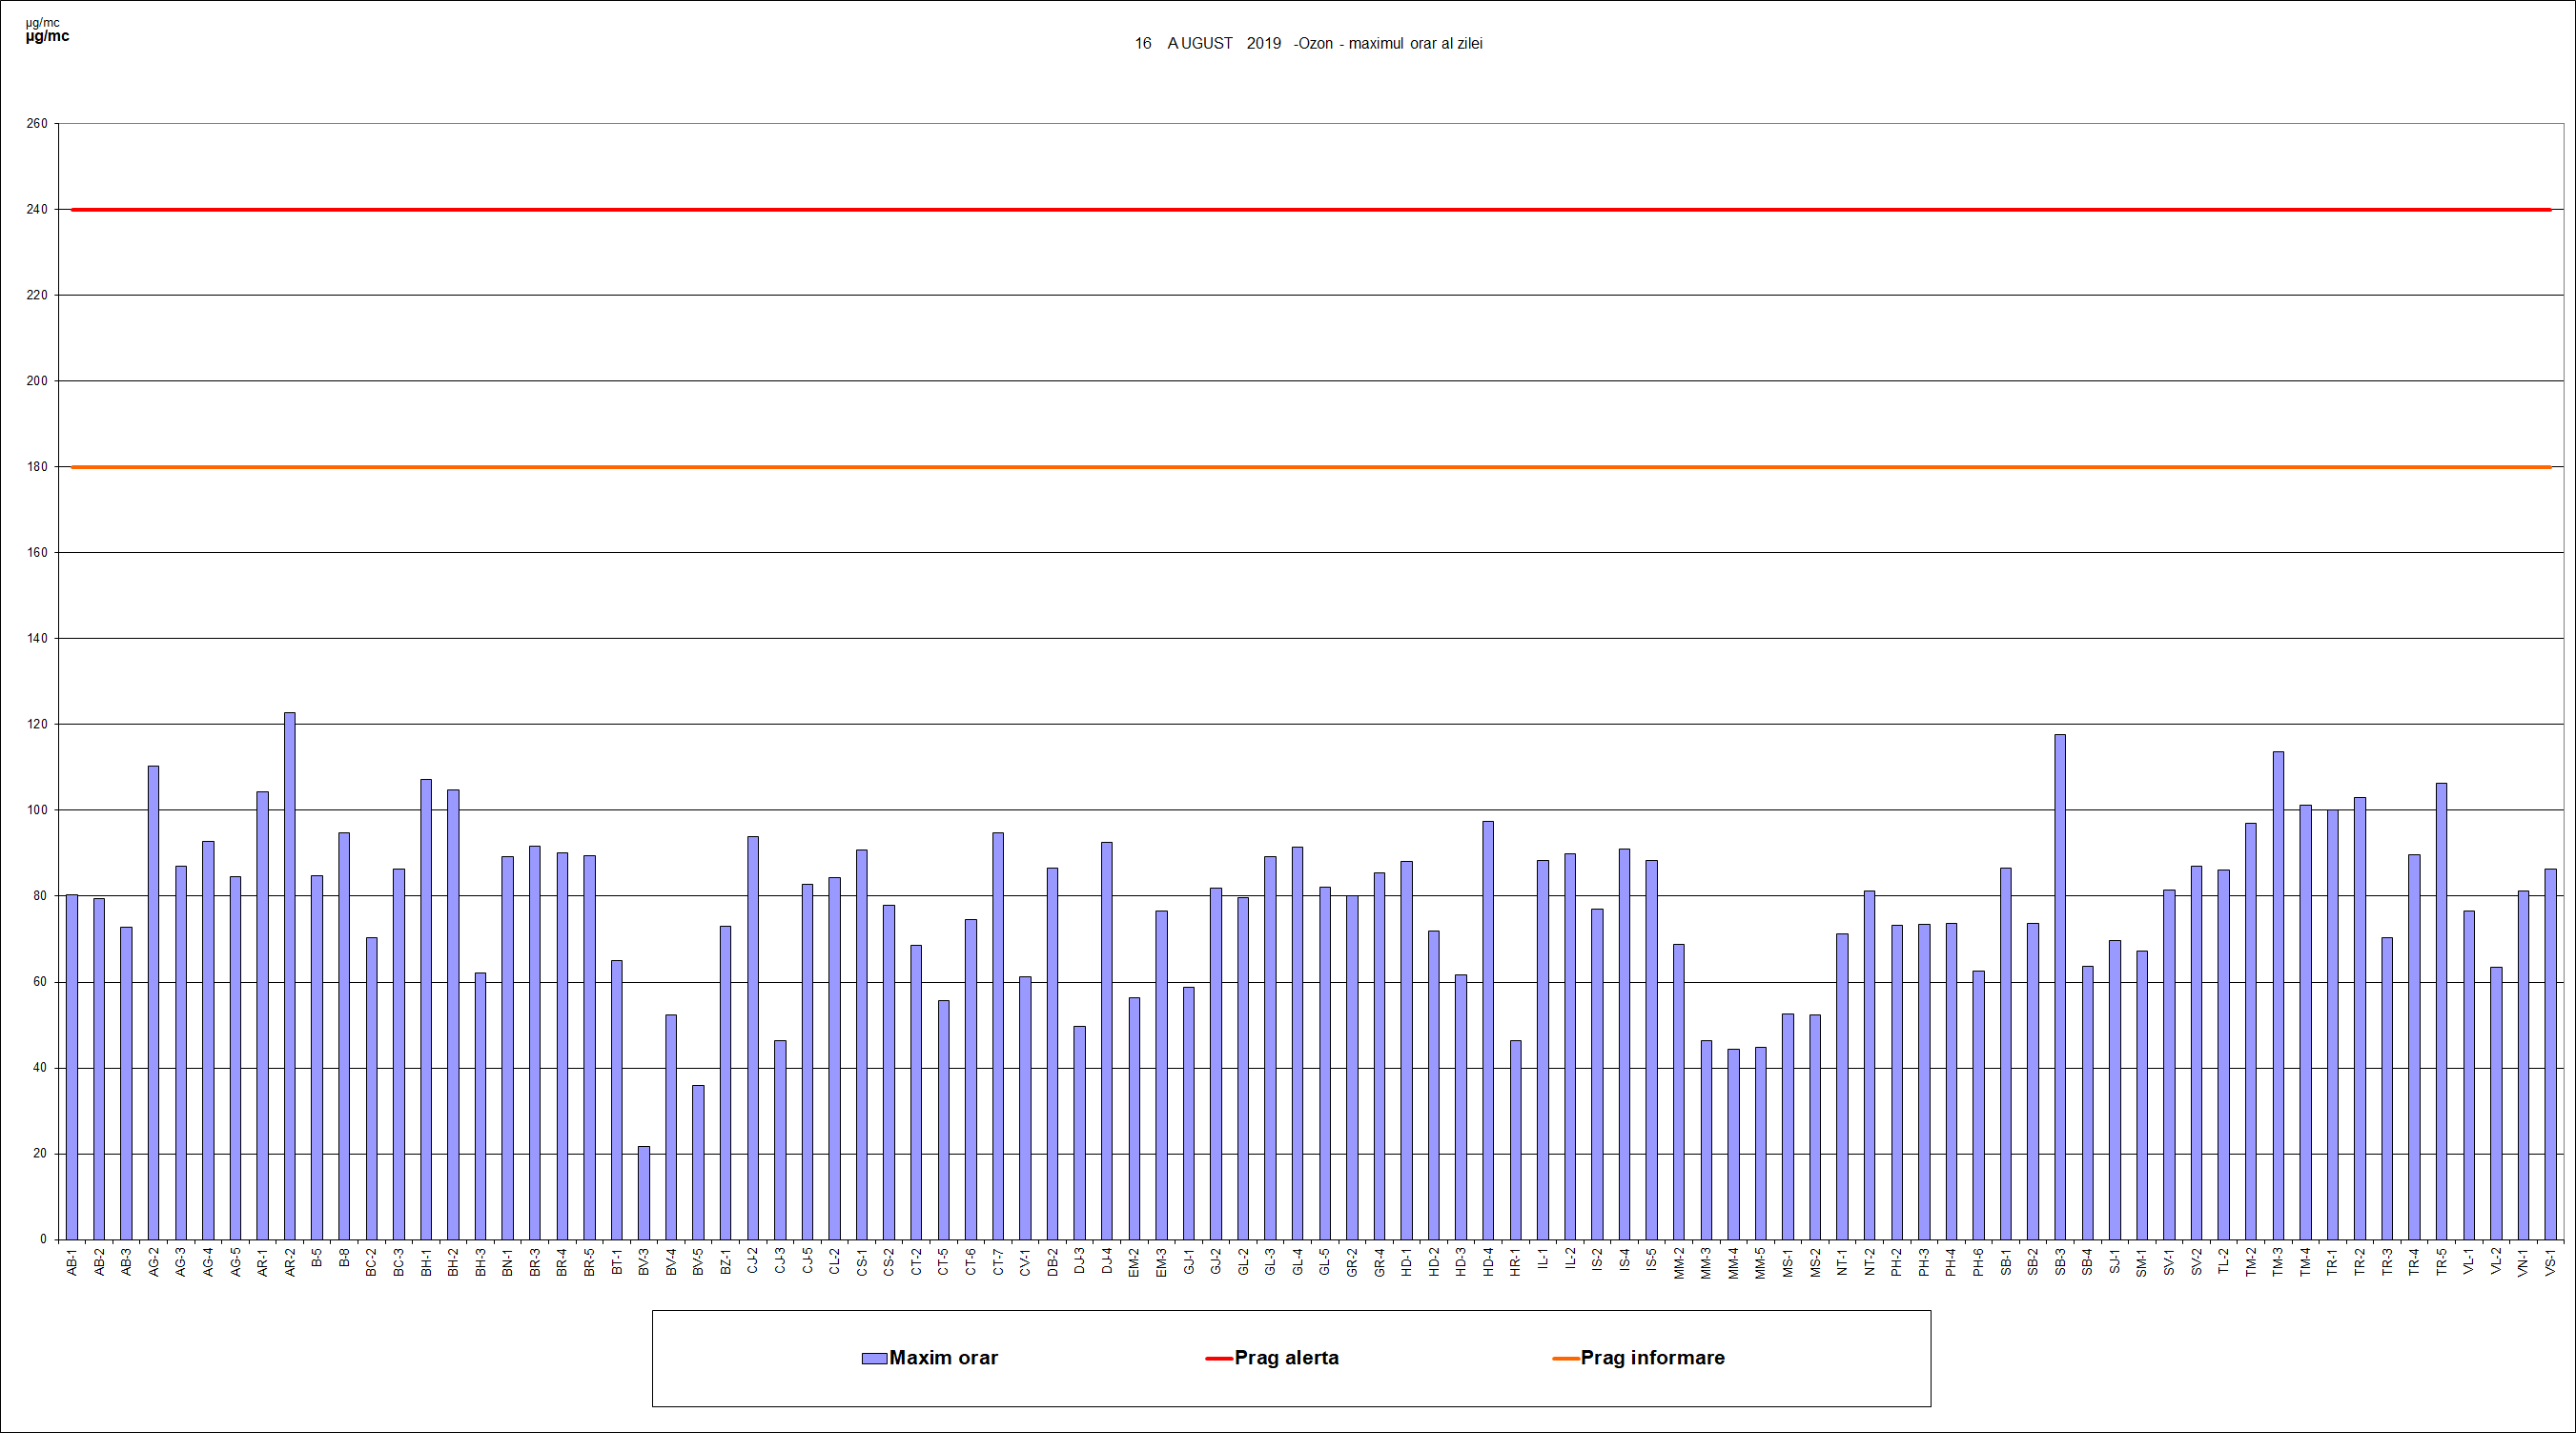 µg/mc
µg/mc
16 AUGUST 2019 -Ozon - maximul orar al zilei
260
240
220
200
180
160
140
120
100
80
60
40
20
0
AB-1 AB-2 AB-3 AG-2 AG-3 AG-4 AG-5 AR-1 AR-2 B-5 B-8 BC-2 BC-3 BH-1 BH-2 BH-3 BN-1 BR-3 BR-4 BR-5 BT-1 BV-3 BV-4 BV-5 BZ-1 CJ-2 CJ-3 CJ-5 CL-2 CS-1 CS-2 CT-2 CT-5 CT-6 CT-7 CV-1 DB-2 DJ-3 DJ-4 EM-2 EM-3 GJ-1 GJ-2 GL-2 GL-3 GL-4 GL-5 GR-2 GR-4 HD-1 HD-2 HD-3 HD-4 HR-1 IL-1 IL-2 IS-2 IS-4 IS-5 MM-2 MM-3 MM-4 MM-5 MS-1 MS-2 NT-1 NT-2 PH-2 PH-3 PH-4 PH-6 SB-1 SB-2 SB-3 SB-4 SJ-1 SM-1 SV-1 SV-2 TL-2 TM-2 TM-3 TM-4 TR-1 TR-2 TR-3 TR-4 TR-5 VL-1 VL-2 VN-1 VS-1
Maxim orar Prag alerta Prag informare